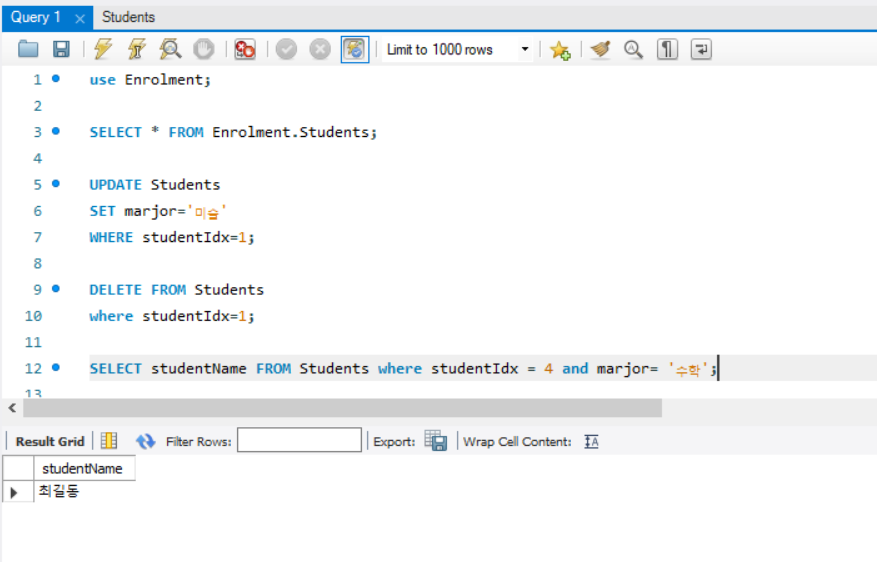 Query 1 Students
Limit to 1000 rows
1 use Enrolment;
2
3 SELECT * FROM Enrolment.Students;
4
5 UPDATE Students
6 SET marjor='미술'
7 WHERE studentIdx=1;
8
9 DELETE FROM Students
10 where studentIdx=1;
11
12 SELECT studentName FROM Students where studentIdx = 4 and marjor= '수학';
13
Result Grid Filter Rows: Export: Wrap Cell Content:
studentName
최길동